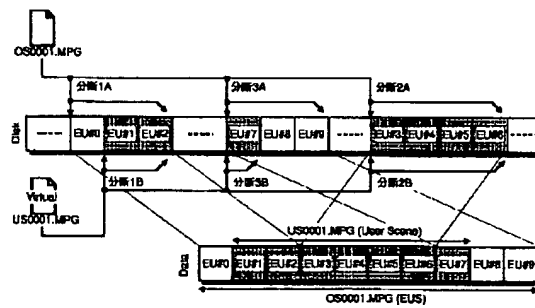 OS0001.MPG
分断1A 分断3A 分断2A
Disk ----- EU#0 EU#1 EU#2 ----- EU#7 EU#8 EU#9 ----- EU#3 EU#4 EU#5 EU#6 -----
Virtual 分断1B 分断3B 分断2B
US0001.MPG
US0001.MPG (User Scene)
Data EU#0 EU#1 EU#2 EU#3 EU#4 EU#5 EU#6 EU#7 EU#8 EU#9
OS0001.MPG (EUS)